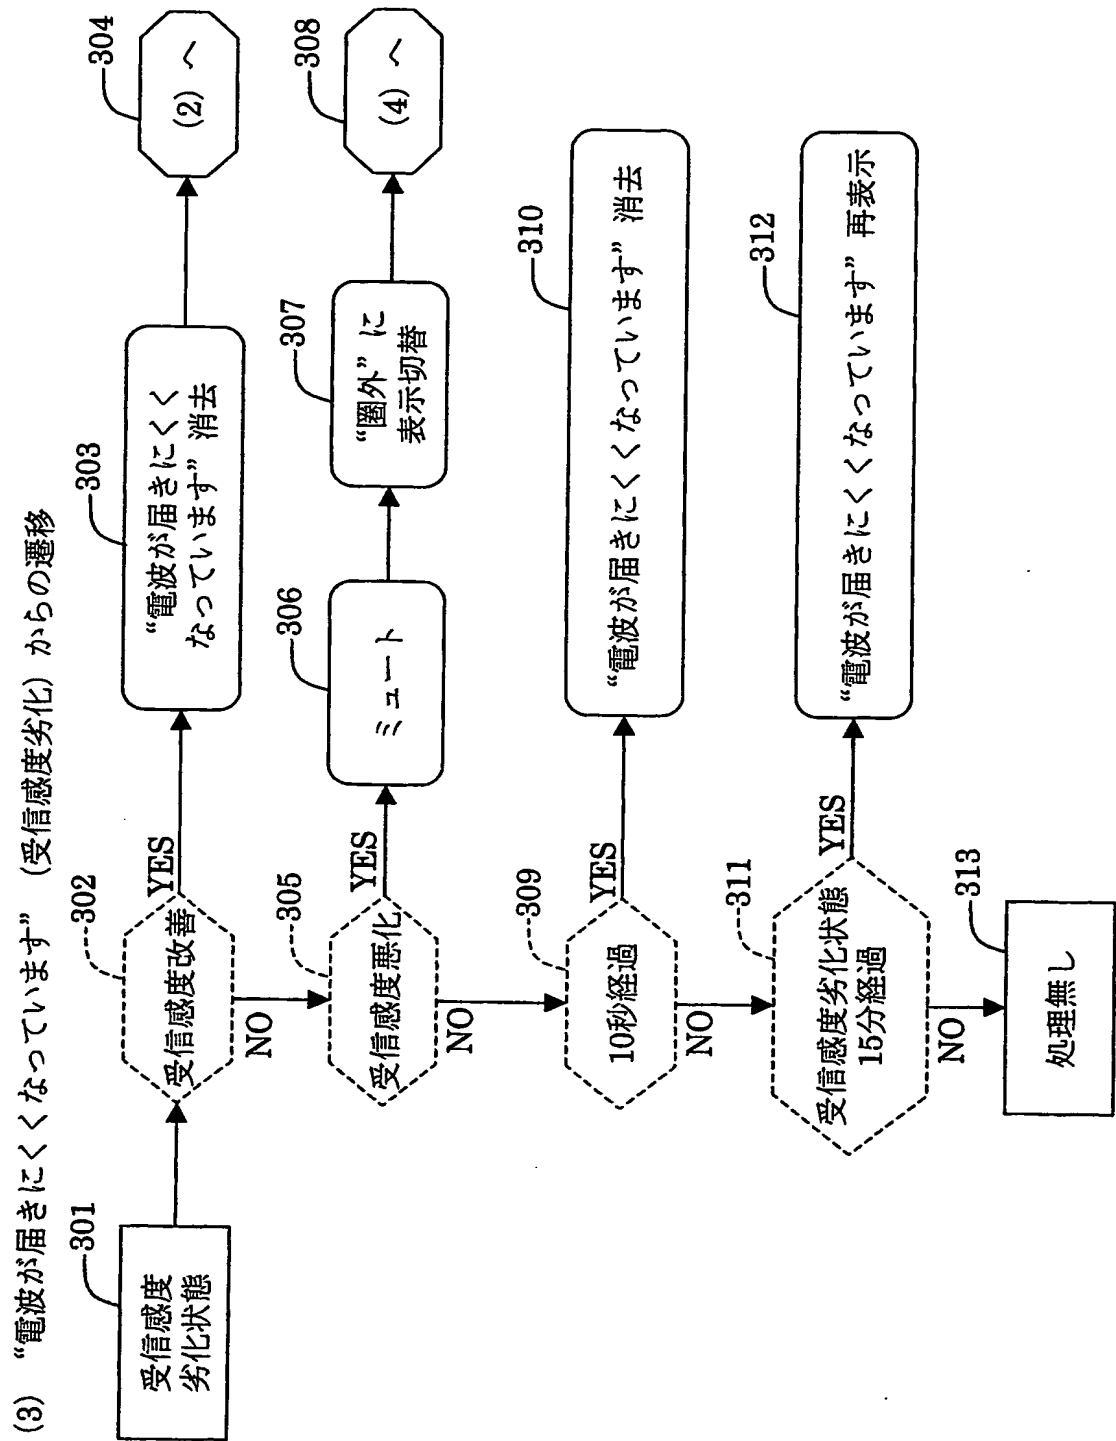 (3) “電波が届きにくくなっています” (受信感度劣化) からの遷移
301
受信感度
劣化状態
302
受信感度改善
YES
NO
303
“電波が届きにくく
なっています” 消去
304
(2) へ
305
受信感度悪化
YES
NO
306
ミュート
307
“圏外” に
表示切替
308
(4) へ
309
10秒経過
YES
NO
310
“電波が届きにくくなっています” 消去
311
受信感度劣化状態
15分経過
YES
NO
312
“電波が届きにくくなっています” 再表示
313
処理無し